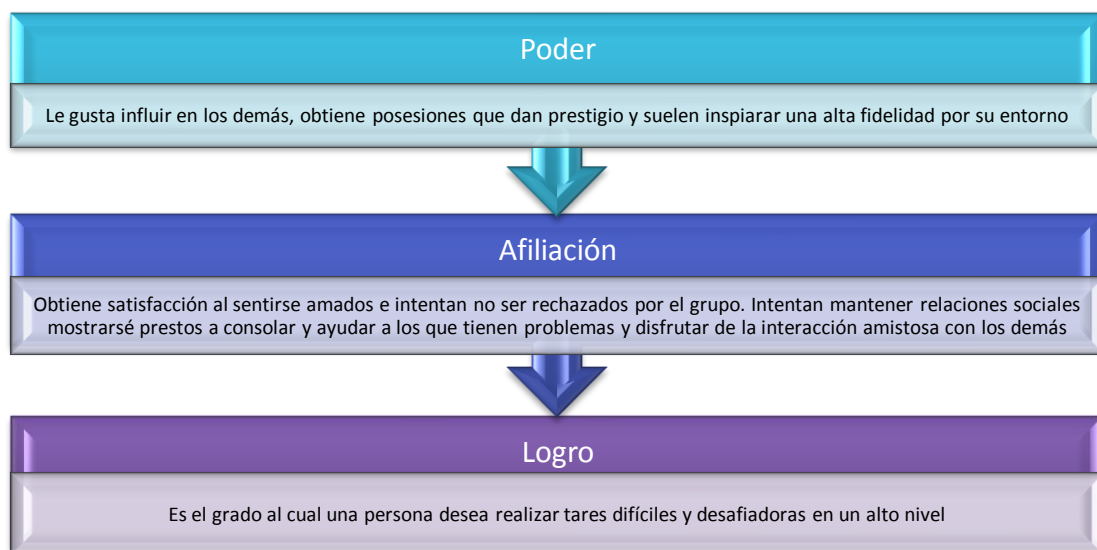 Poder
Le gusta influir en los demás, obtiene posesiones que dan prestigio y suelen inspiarar una alta fidelidad por su entorno
Afiliación
Obtiene satisfacción al sentirse amados e intentan no ser rechazados por el grupo. Intentan mantener relaciones sociales
mostrarsé prestos a consolar y ayudar a los que tienen problemas y disfrutar de la interacción amistosa con los demás
Logro
Es el grado al cual una persona desea realizar tares difíciles y desafiadoras en un alto nivel